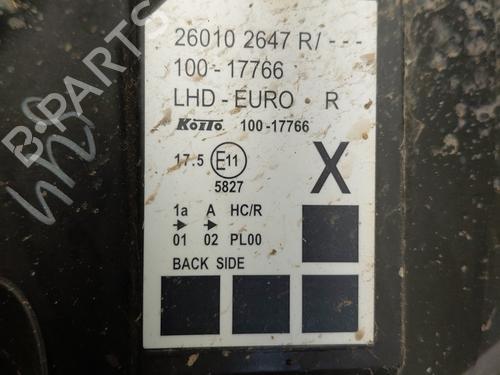 26010 2647 R/ - - -
100-17766
LHD - EURO R
KOITO 100-17766
17.5 E11 X
5827
1a A HC/R
01 02 PL00
BACK SIDE
B-PARTS